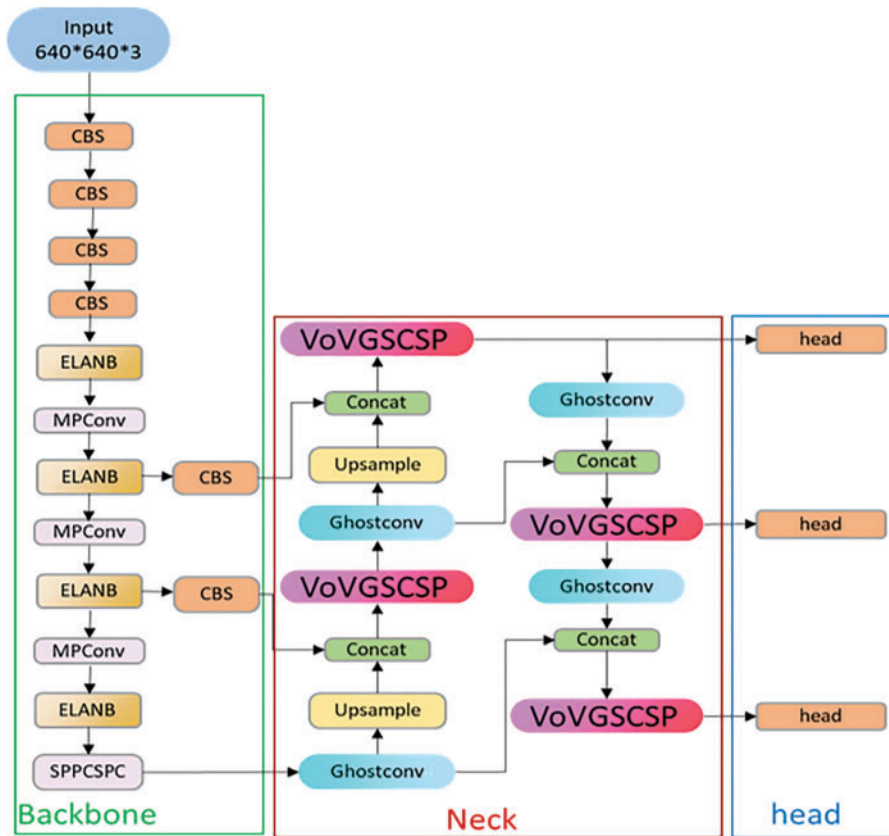 Input
640*640*3
CBS
CBS
CBS
CBS
ELANB
MPConv
ELANB
CBS
MPConv
ELANB
CBS
MPConv
ELANB
SPPCSPC
Backbone
VoVGSCSP
Concat
Upsample
Ghostconv
VoVGSCSP
Concat
Upsample
Ghostconv
Ghostconv
Concat
VoVGSCSP
Ghostconv
Concat
VoVGSCSP
Neck
head
head
head
head